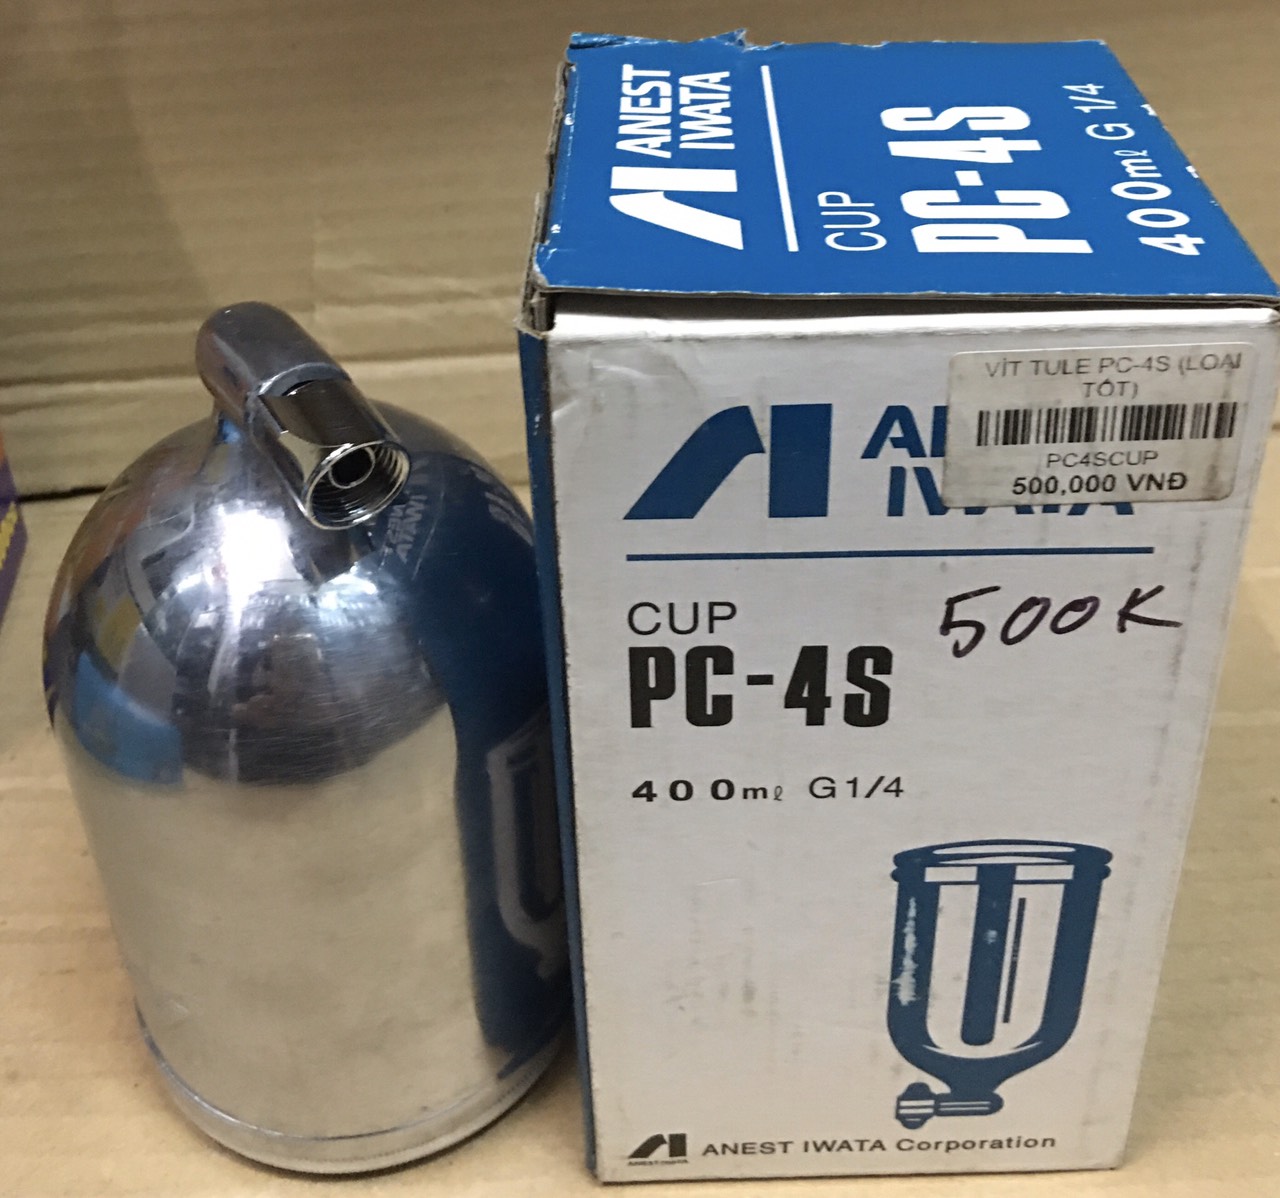 ANEST
IWATA
CUP
PC-4S
400mℓ G 1/4
VÍT TULE PC-4S (LOẠI
TỐT)
PC4SCUP
500,000 VNĐ
CUP
PC-4S
500K
400mℓ G1/4
ANEST IWATA
ANEST IWATA Corporation